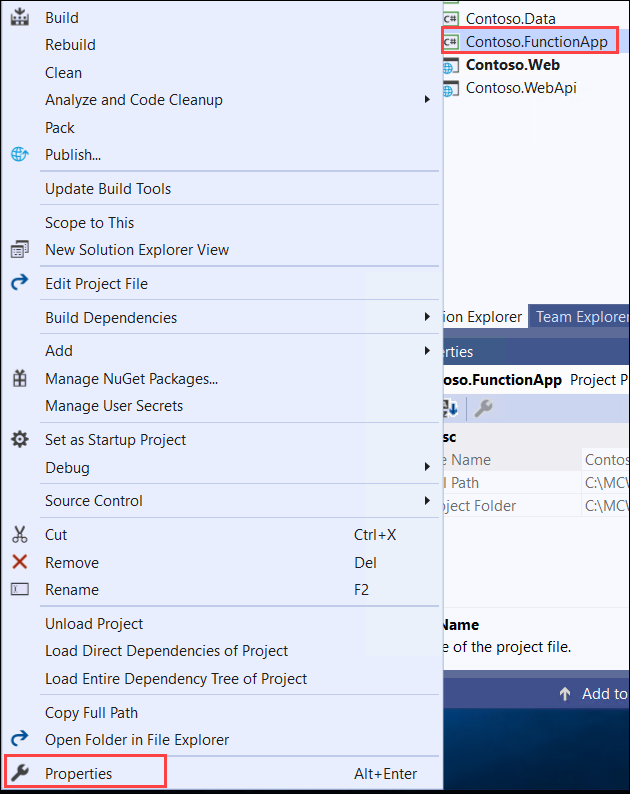 Build
Rebuild
Clean
Analyze and Code Cleanup
Pack
Publish...
Update Build Tools
Scope to This
New Solution Explorer View
Edit Project File
Build Dependencies
Add
Manage NuGet Packages...
Manage User Secrets
Set as Startup Project
Debug
Source Control
Cut Ctrl+X
Remove Del
Rename F2
Unload Project
Load Direct Dependencies of Project
Load Entire Dependency Tree of Project
Copy Full Path
Open Folder in File Explorer
Properties Alt+Enter
C# Contoso.Data
C# Contoso.FunctionApp
Contoso.Web
Contoso.WebApi
ion Explorer Team Explorer
erties
oso.FunctionApp Project P
sc
e Name Contos
l Path C:\MCW
oject Folder C:\MCW
Name
e of the project file.
Add to